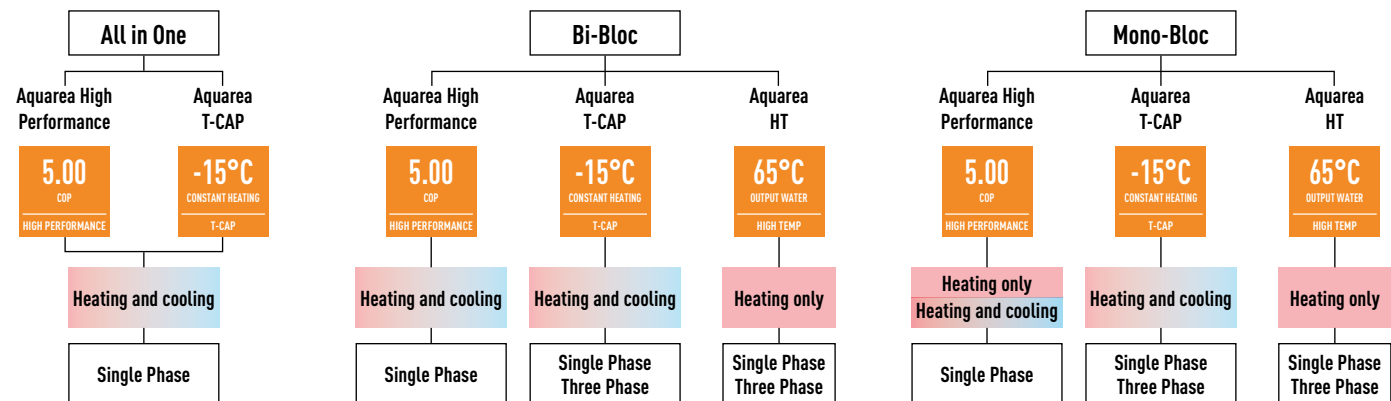 All in One
Aquarea High
Performance
Aquarea
T-CAP
5.00
COP
HIGH PERFORMANCE
-15°C
CONSTANT HEATING
T-CAP
Heating and cooling
Single Phase
Bi-Bloc
Aquarea High
Performance
Aquarea
T-CAP
Aquarea
HT
5.00
COP
HIGH PERFORMANCE
-15°C
CONSTANT HEATING
T-CAP
65°C
OUTPUT WATER
HIGH TEMP
Heating and cooling
Heating and cooling
Heating only
Single Phase
Single Phase
Three Phase
Single Phase
Three Phase
Mono-Bloc
Aquarea High
Performance
Aquarea
T-CAP
Aquarea
HT
5.00
COP
HIGH PERFORMANCE
-15°C
CONSTANT HEATING
T-CAP
65°C
OUTPUT WATER
HIGH TEMP
Heating only
Heating and cooling
Heating and cooling
Heating only
Single Phase
Single Phase
Three Phase
Single Phase
Three Phase